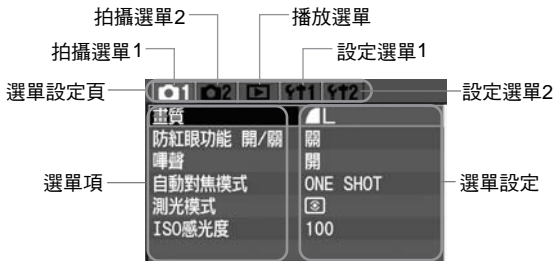 拍攝選單2 播放選單
拍攝選單1 設定選單1
選單設定頁 1 2 1 2 設定選單2
畫質 L
防紅眼功能 開/關 關
嗶聲 開
選單項 自動對焦模式 ONE SHOT 選單設定
測光模式
ISO感光度 100